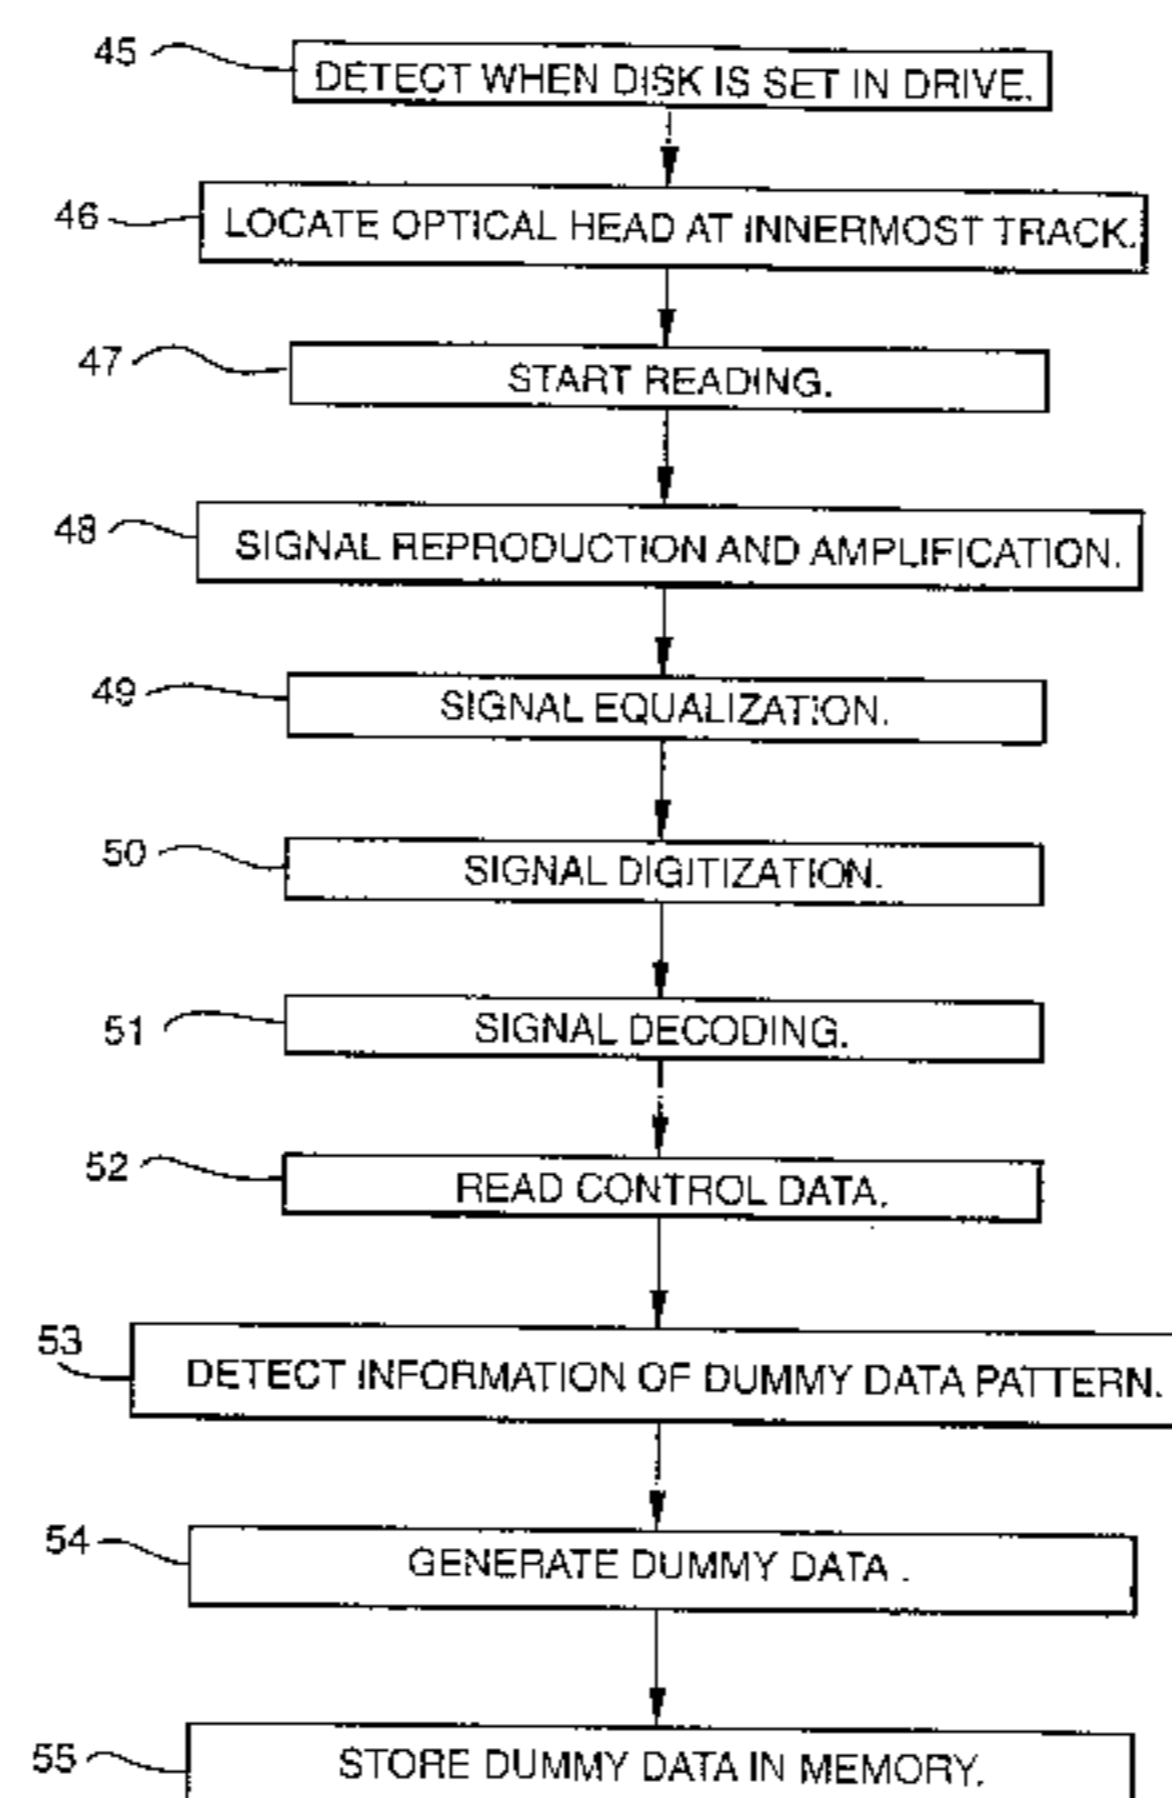 45 DETECT WHEN DISK IS SET IN DRIVE.
46 LOCATE OPTICAL HEAD AT INNERMOST TRACK.
47 START READING.
48 SIGNAL REPRODUCTION AND AMPLIFICATION.
49 SIGNAL EQUALIZATION.
50 SIGNAL DIGITIZATION.
51 SIGNAL DECODING.
52 READ CONTROL DATA.
53 DETECT INFORMATION OF DUMMY DATA PATTERN.
54 GENERATE DUMMY DATA .
55 STORE DUMMY DATA IN MEMORY.